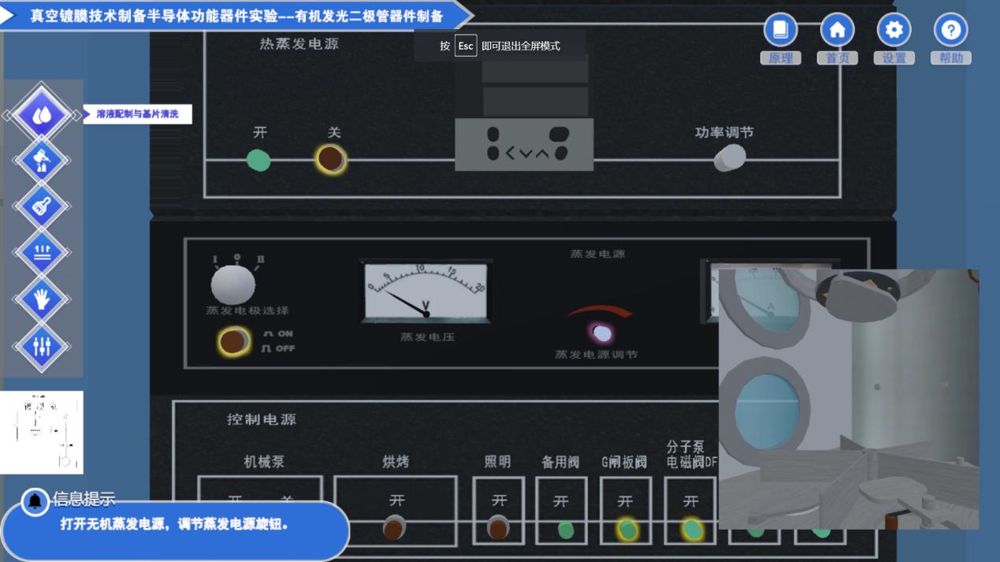 真空镀膜技术制备半导体功能器件实验--有机发光二极管器件制备
按 Esc 即可退出全屏模式
原理
首页
设置
帮助
溶液配制与基片清洗
热蒸发电源
开
关
功率调节
I O II
蒸发电极选择
ON
OFF
0 5 10 15 20
V
蒸发电压
蒸发电源
蒸发电源调节
A
控制电源
机械泵
烘烤
照明
备用阀
G闸板阀
分子泵
电磁阀DF
开 关
开
开
开
开
开
信息提示
打开无机蒸发电源，调节蒸发电源旋钮。